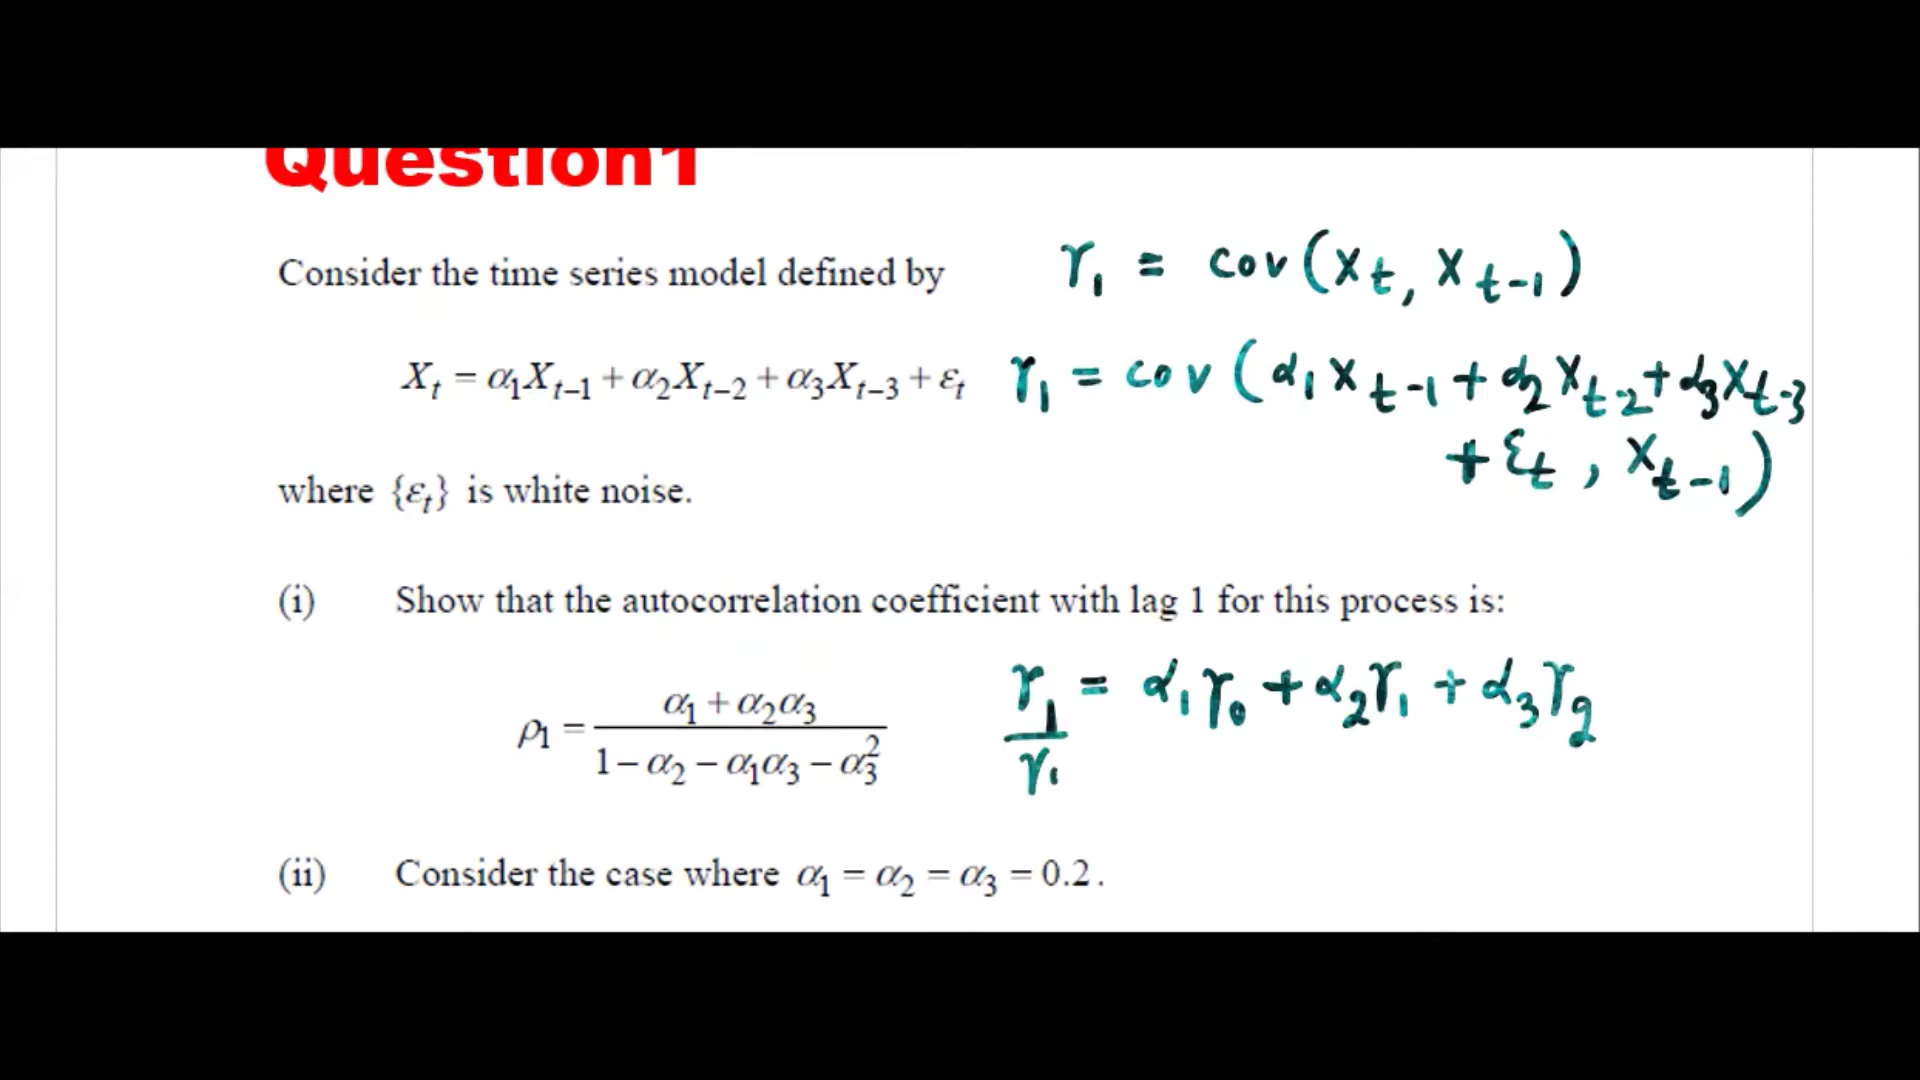 Question1
Consider the time series model defined by
γ₁ = cov(X_t, X_{t-1})
X_t = α₁X_{t-1} + α₂X_{t-2} + α₃X_{t-3} + ε_t
γ₁ = cov(α₁X_{t-1} + α₂X_{t-2} + α₃X_{t-3}
+ ε_t, X_{t-1})
where {ε_t} is white noise.
(i) Show that the autocorrelation coefficient with lag 1 for this process is:
ρ₁ = (α₁ + α₂α₃) / (1 − α₂ − α₁α₃ − α₃²)
γ₁/γ₁ = α₁γ₀ + α₂γ₁ + α₃γ₂
(ii) Consider the case where α₁ = α₂ = α₃ = 0.2.